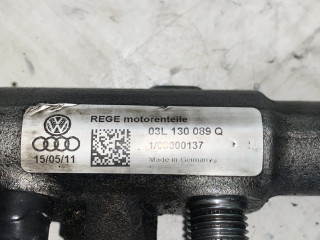 REGE motorenteile
03L 130 089 Q
1/00000137
15/05/11
Made in Germany